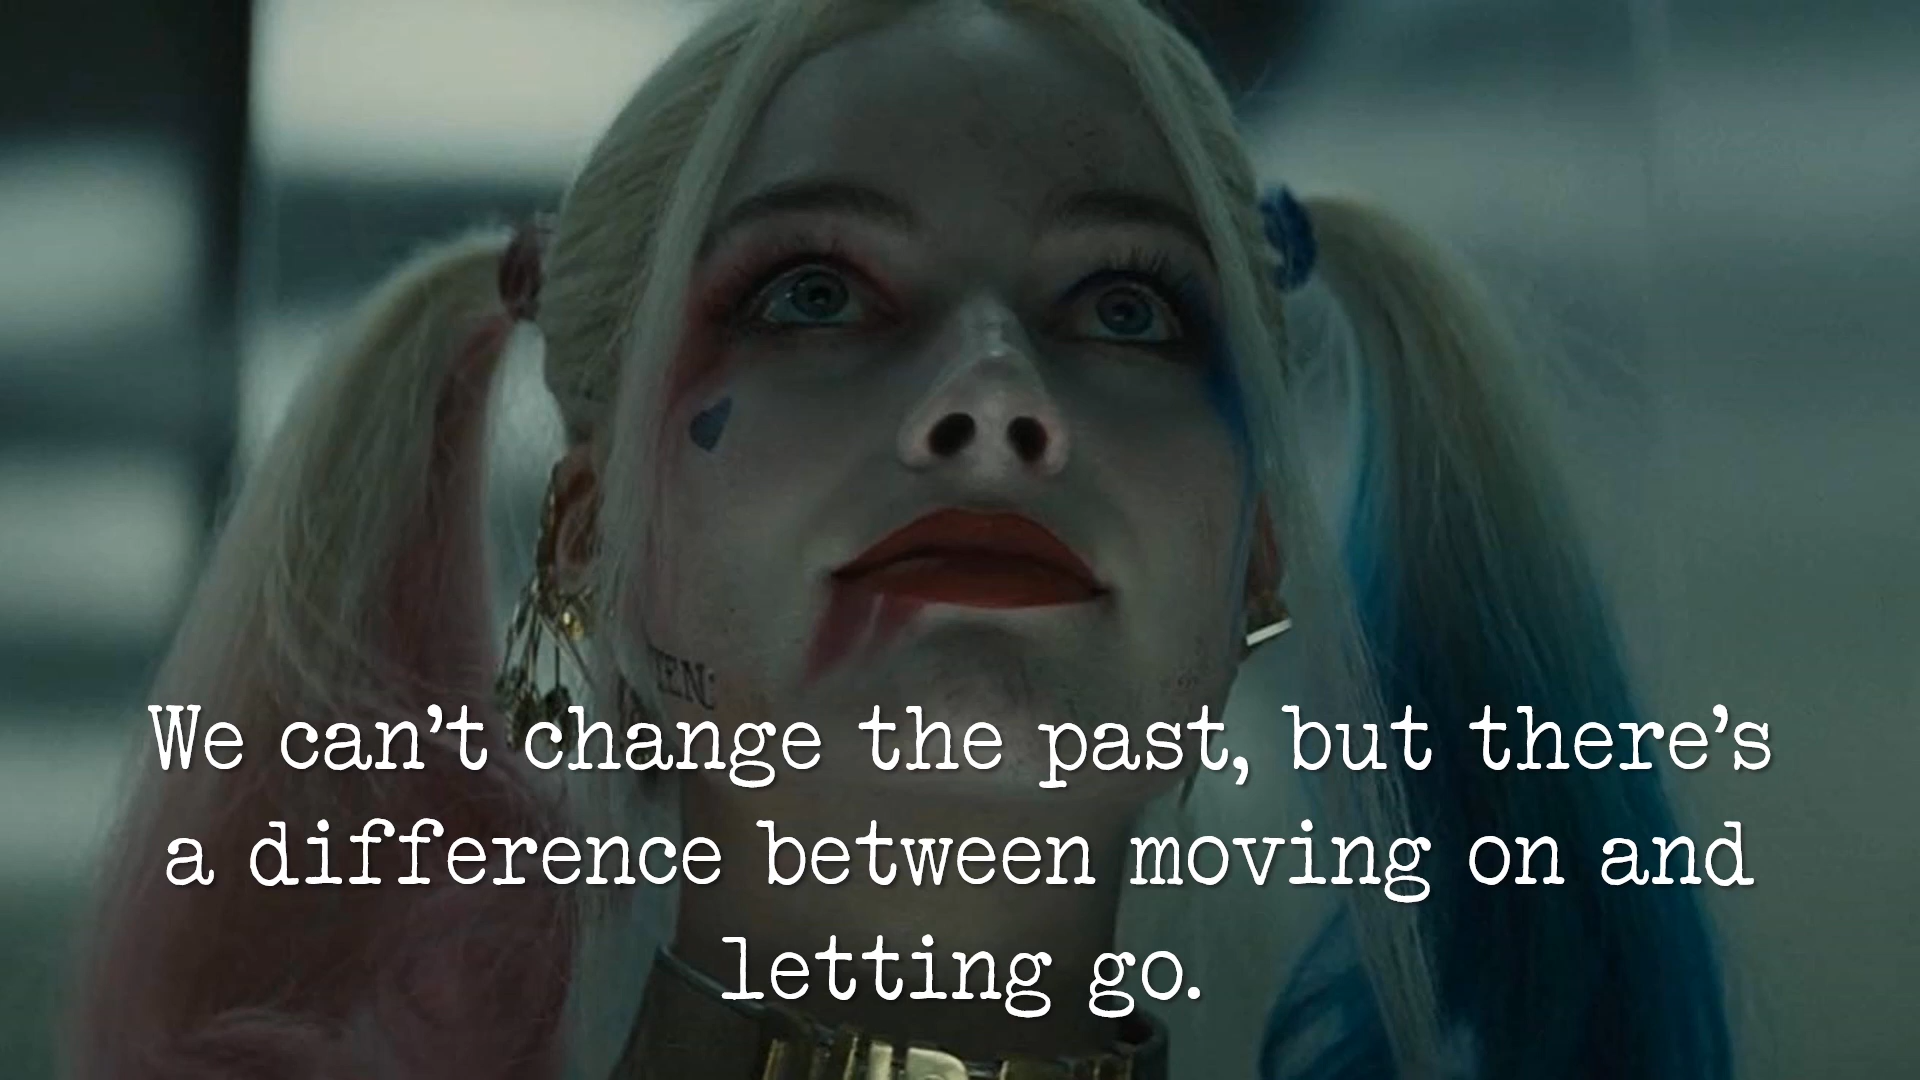 We can’t change the past, but there’s
a difference between moving on and
letting go.